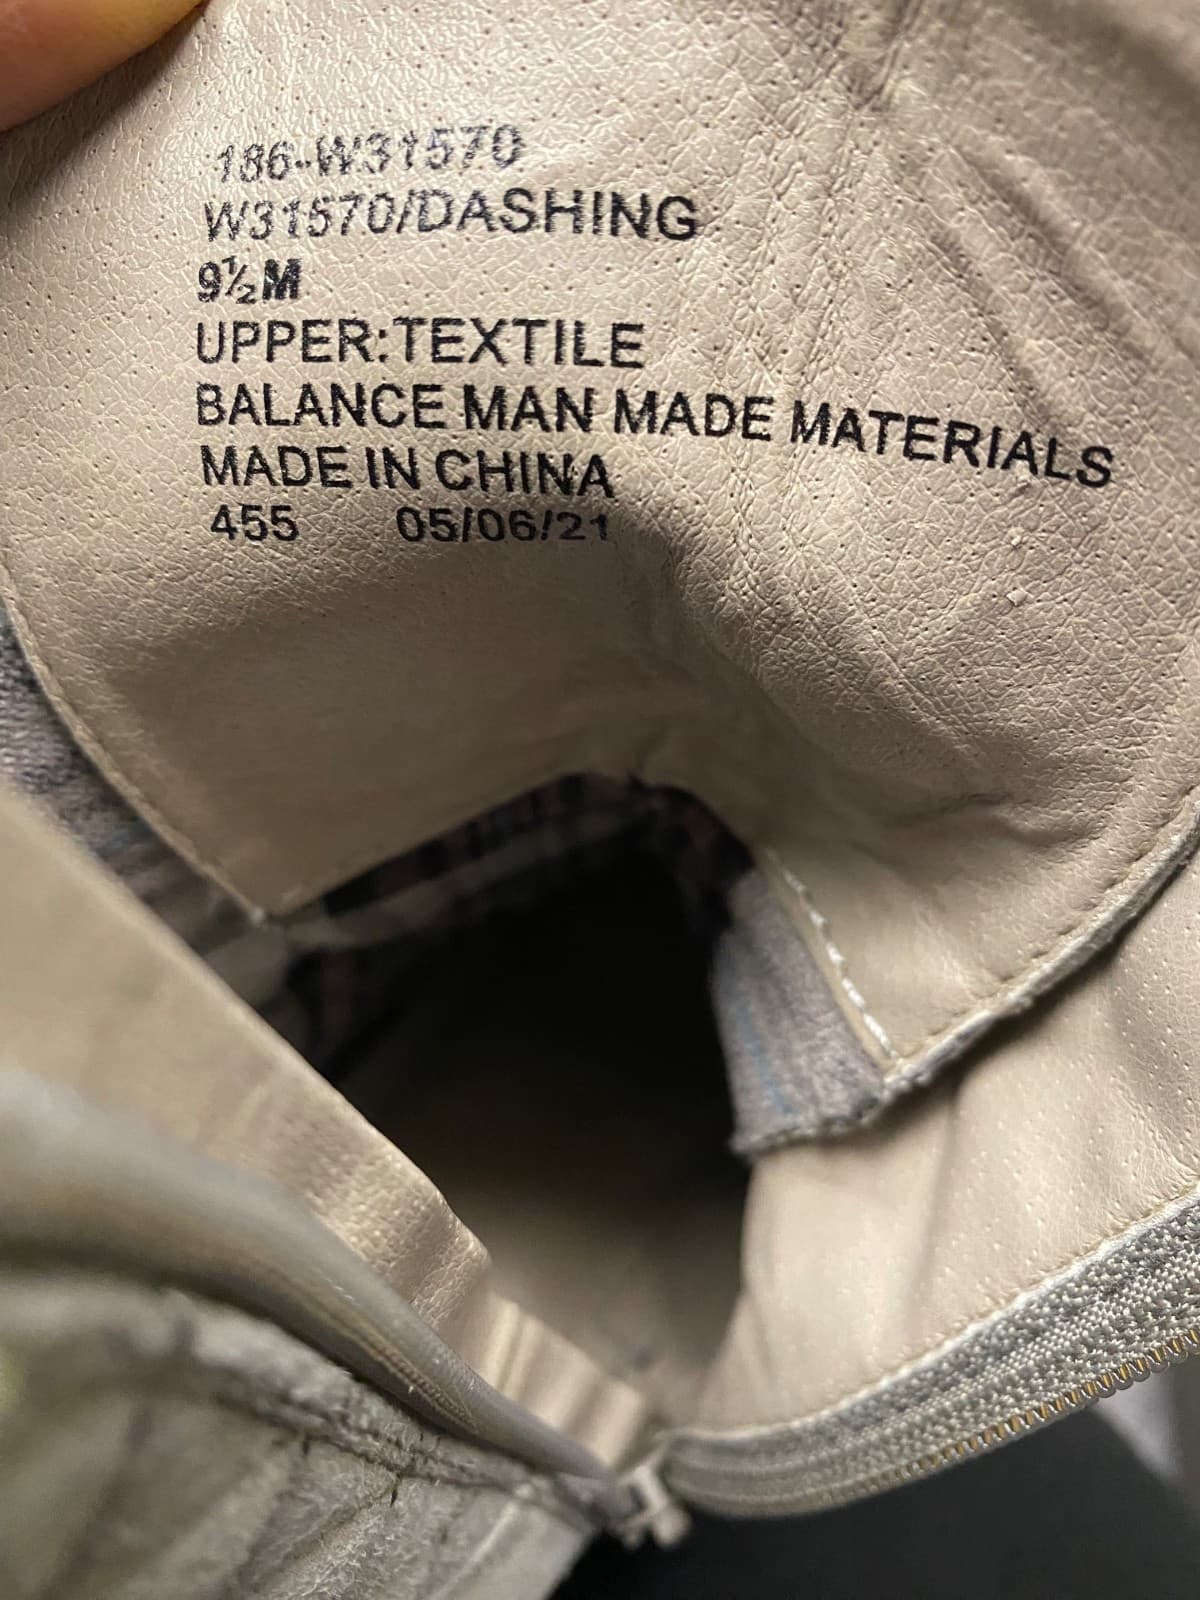 186-W31570
W31570/DASHING
9½M
UPPER:TEXTILE
BALANCE MAN MADE MATERIALS
MADE IN CHINA
455 05/06/21